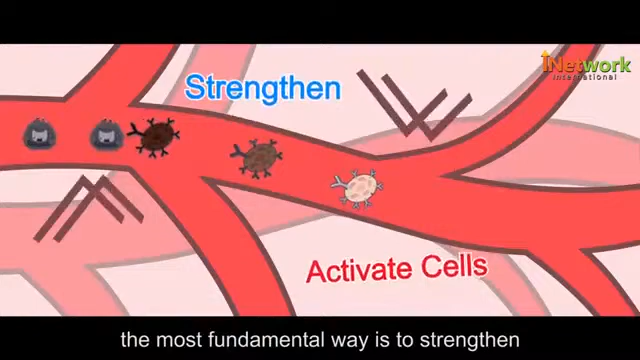 iNetwork
International
Strengthen
Activate Cells
the most fundamental way is to strengthen